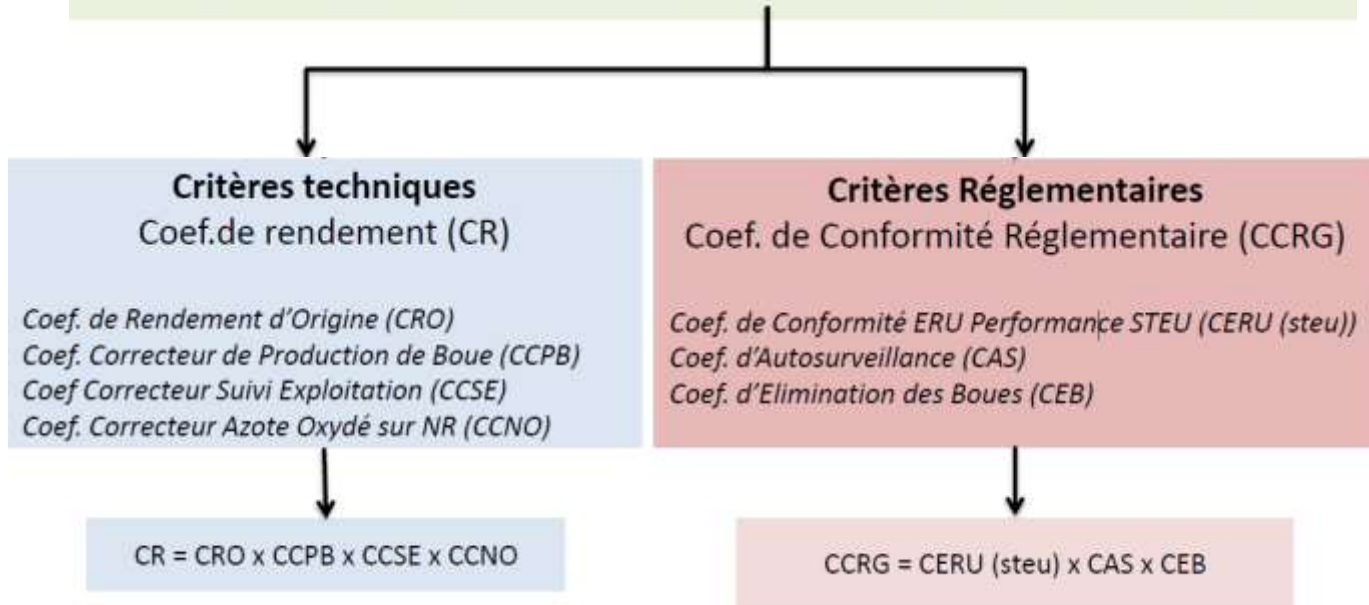 Critères techniques
Coef.de rendement (CR)
Coef. de Rendement d'Origine (CRO)
Coef. Correcteur de Production de Boue (CCPB)
Coef Correcteur Suivi Exploitation (CCSE)
Coef. Correcteur Azote Oxydé sur NR (CCNO)
CR = CRO x CCPB x CCSE x CCNO
Critères Réglementaires
Coef. de Conformité Réglementaire (CCRG)
Coef. de Conformité ERU Performance STEU (CERU (steu))
Coef. d'Autosurveillance (CAS)
Coef. d'Elimination des Boues (CEB)
CCRG = CERU (steu) x CAS x CEB